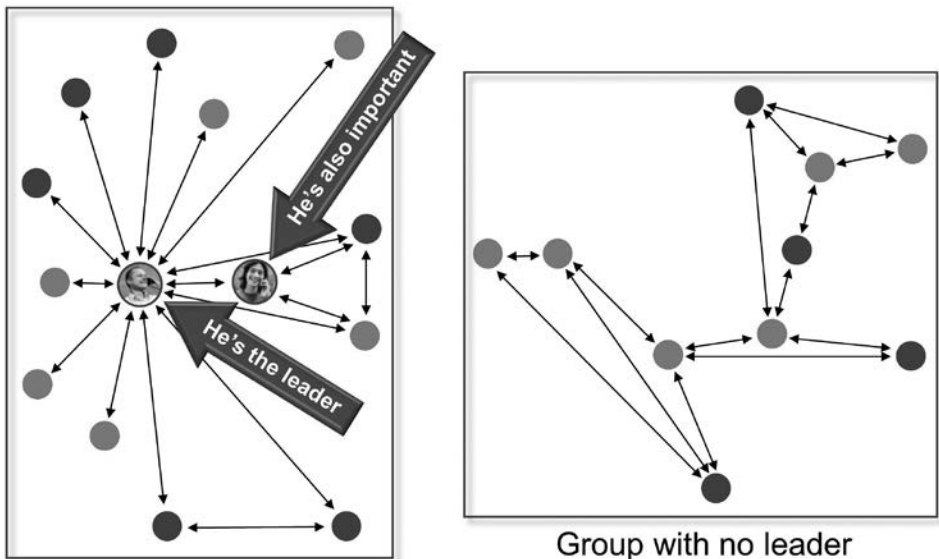 He's also important
He's the leader
Group with no leader